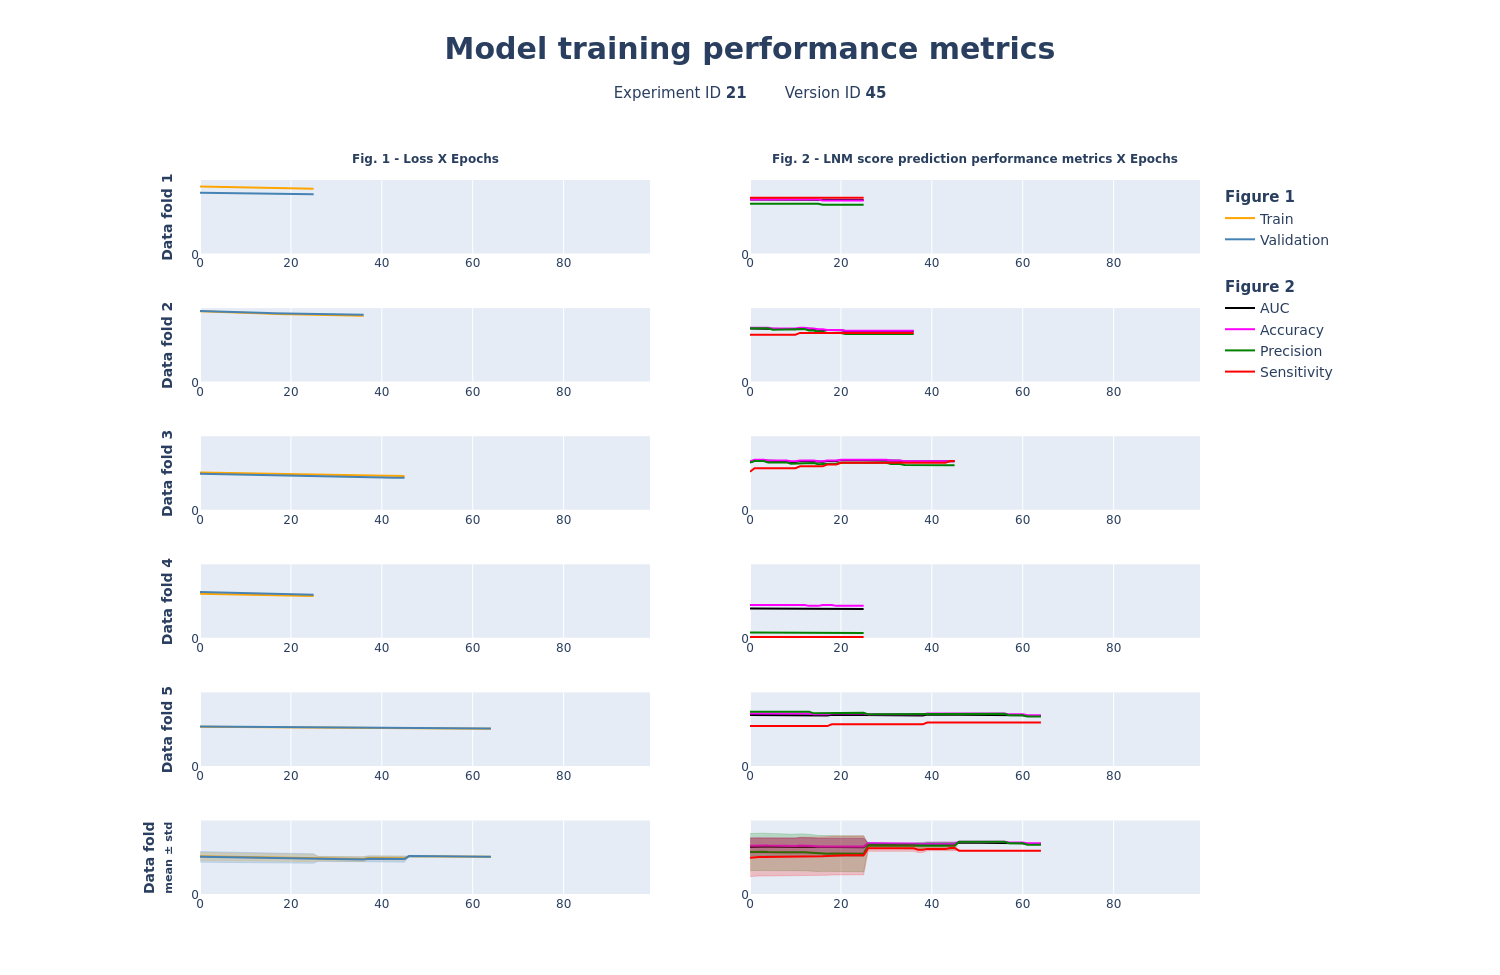 Model training performance metrics
Experiment ID 21 Version ID 45
Fig. 1 - Loss X Epochs
Fig. 2 - LNM score prediction performance metrics X Epochs
Data fold 1
0
0 20 40 60 80
0
0 20 40 60 80
Figure 1
Train
Validation
Figure 2
AUC
Accuracy
Precision
Sensitivity
Data fold 2
0
0 20 40 60 80
0
0 20 40 60 80
Data fold 3
0
0 20 40 60 80
0
0 20 40 60 80
Data fold 4
0
0 20 40 60 80
0
0 20 40 60 80
Data fold 5
0
0 20 40 60 80
0
0 20 40 60 80
Data fold
mean ± std
0
0 20 40 60 80
0
0 20 40 60 80